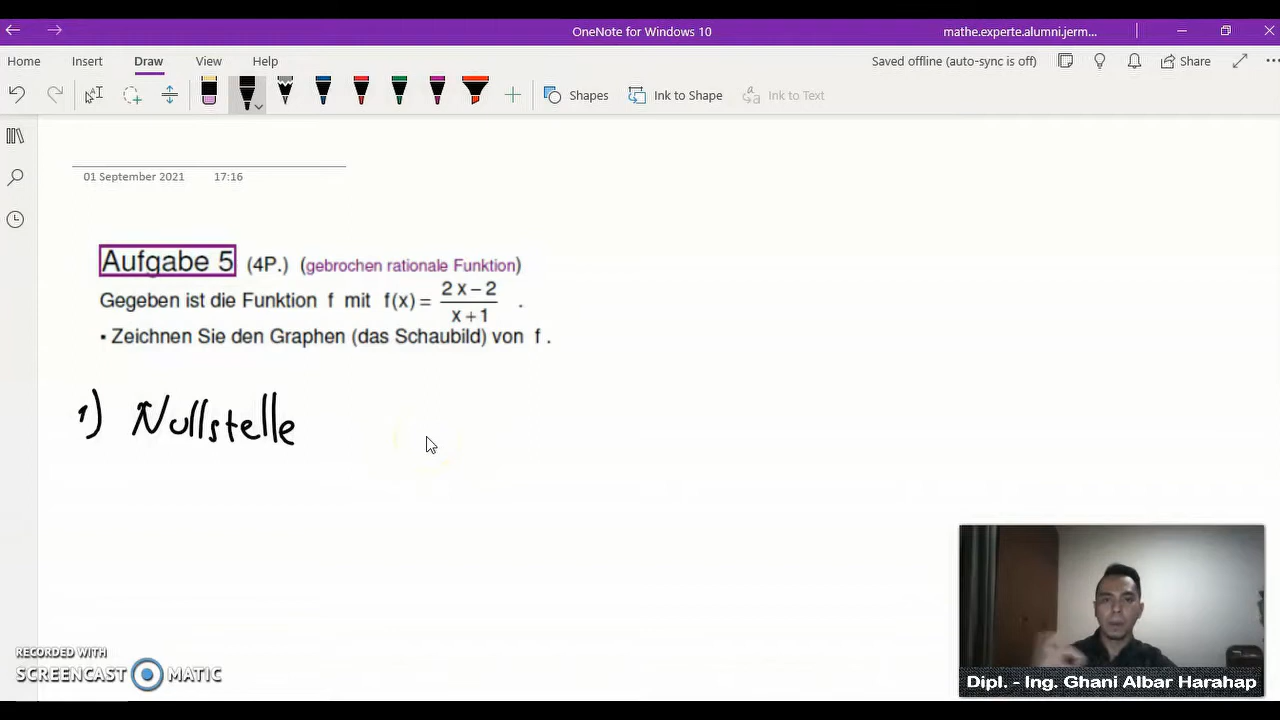 OneNote for Windows 10
mathe.experte.alumni.jerm...
Home Insert Draw View Help
Saved offline (auto-sync is off)
Share
Shapes
Ink to Shape
Ink to Text
01 September 2021 17:16
Aufgabe 5 (4P.) (gebrochen rationale Funktion)
Gegeben ist die Funktion f mit f(x) = (2x − 2)/(x + 1) .
▪ Zeichnen Sie den Graphen (das Schaubild) von f .
1) Nullstelle
RECORDED WITH
SCREENCAST MATIC
Dipl. - Ing. Ghani Albar Harahap